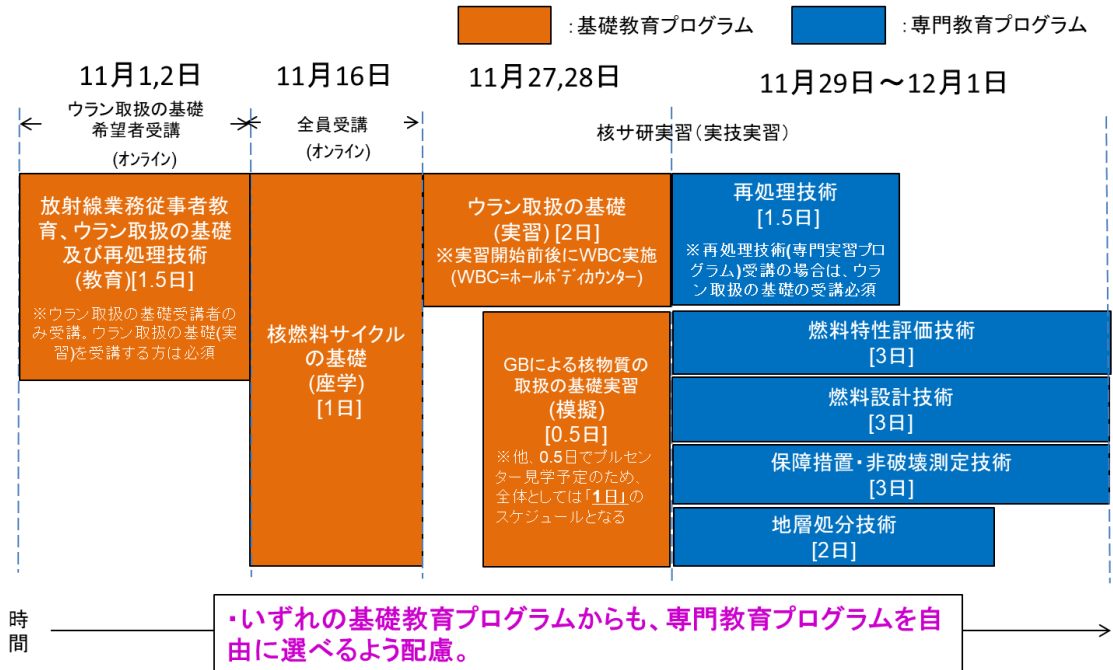 :基礎教育プログラム
:専門教育プログラム
11月1,2日
11月16日
11月27,28日
11月29日～12月1日
ウラン取扱の基礎
希望者受講
(オンライン)
全員受講
(オンライン)
核サ研実習(実技実習)
放射線業務従事者教
育、ウラン取扱の基礎
及び再処理技術
(教育)[1.5日]
※ウラン取扱の基礎受講者の
み受講。ウラン取扱の基礎(実
習)を受講する方は必須
核燃料サイクル
の基礎
(座学)
[1日]
ウラン取扱の基礎
(実習) [2日]
※実習開始前後にWBC実施
(WBC=ホールボディカウンター)
GBによる核物質の
取扱の基礎実習
(模擬)
[0.5日]
※他、0.5日でプルセン
ター見学予定のため、
全体としては「1日」の
スケジュールとなる
再処理技術
[1.5日]
※再処理技術(専門実習プロ
グラム)受講の場合は、ウラ
ン取扱の基礎の受講必須
燃料特性評価技術
[3日]
燃料設計技術
[3日]
保障措置・非破壊測定技術
[3日]
地層処分技術
[2日]
時
間
・いずれの基礎教育プログラムからも、専門教育プログラムを自
由に選べるよう配慮。